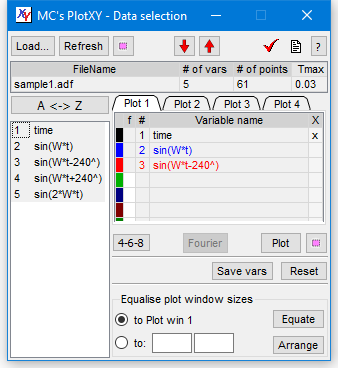 MC's PlotXY - Data selection
Load... Refresh ?
FileName # of vars # of points Tmax
sample1.adf 5 61 0.03
A <-> Z
Plot 1 Plot 2 Plot 3 Plot 4
f # Variable name X
1 time
2 sin(W*t)
3 sin(W*t-240^)
4 sin(W*t+240^)
5 sin(2*W*t)
1 time x
2 sin(W*t)
3 sin(W*t-240^)
4-6-8 Fourier Plot
Save vars Reset
Equalise plot window sizes
to Plot win 1 Equate
to: Arrange